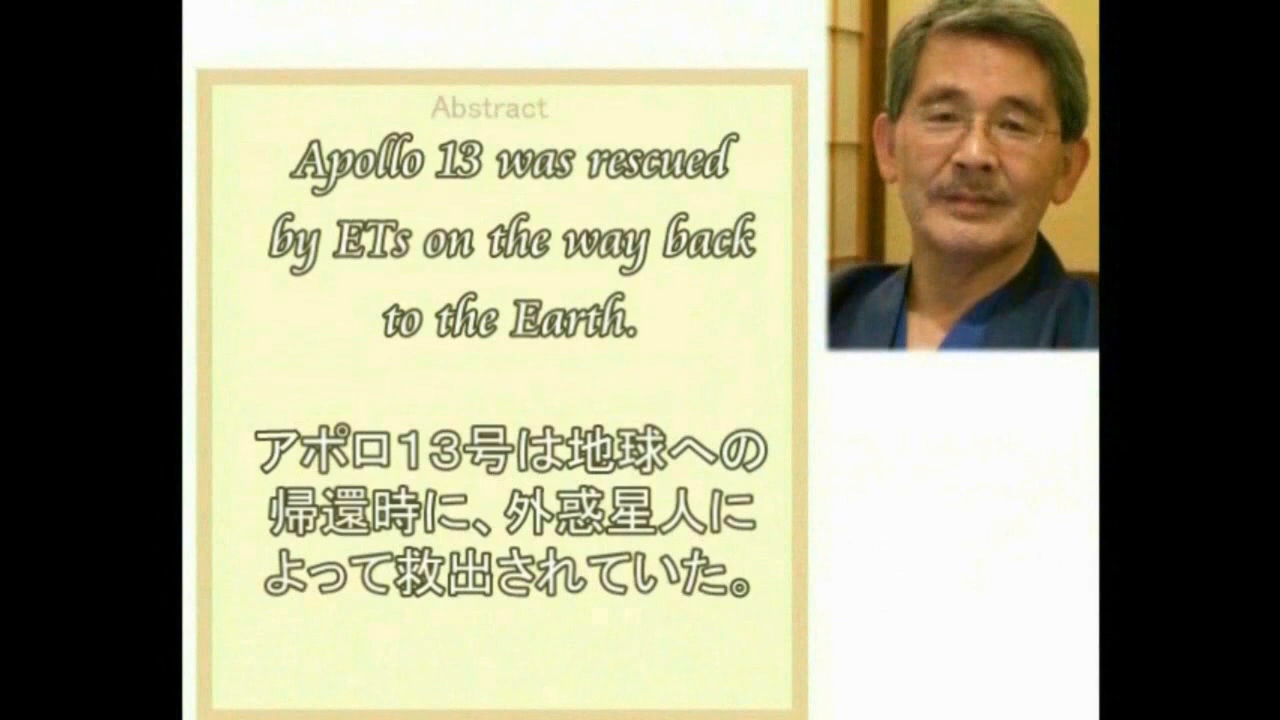 Abstract
Apollo 13 was rescued
by ETs on the way back
to the Earth.
アポロ１３号は地球への
帰還時に、外惑星人に
よって救出されていた。